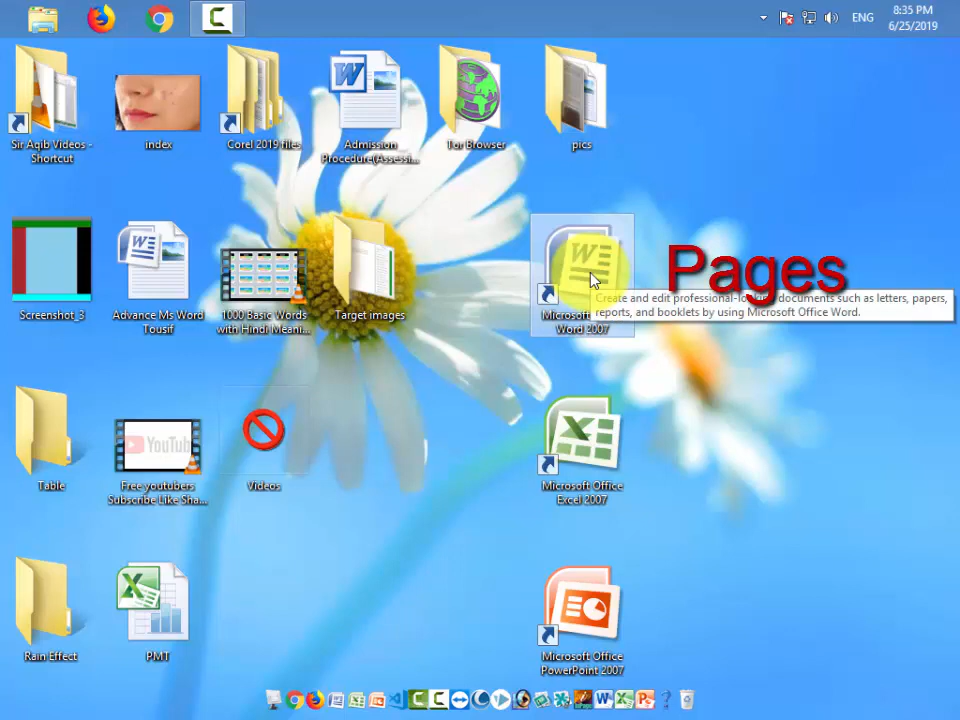 8:35 PM
ENG
6/25/2019
Sir Aqib Videos -
Shortcut
index
Corel 2019 files
Admission
Procedure(Assessi...
Tor Browser
pics
Pages
Screenshot_3
Advance Ms Word
Tousif
1000 Basic Words
with Hindi Meani...
Target images
Microsoft
Word 2007
Create and edit professional-looking documents such as letters, papers,
reports, and booklets by using Microsoft Office Word.
YouTub
Table
Free youtubers
Subscribe Like Sha...
Videos
Microsoft Office
Excel 2007
Rain Effect
PMT
Microsoft Office
PowerPoint 2007